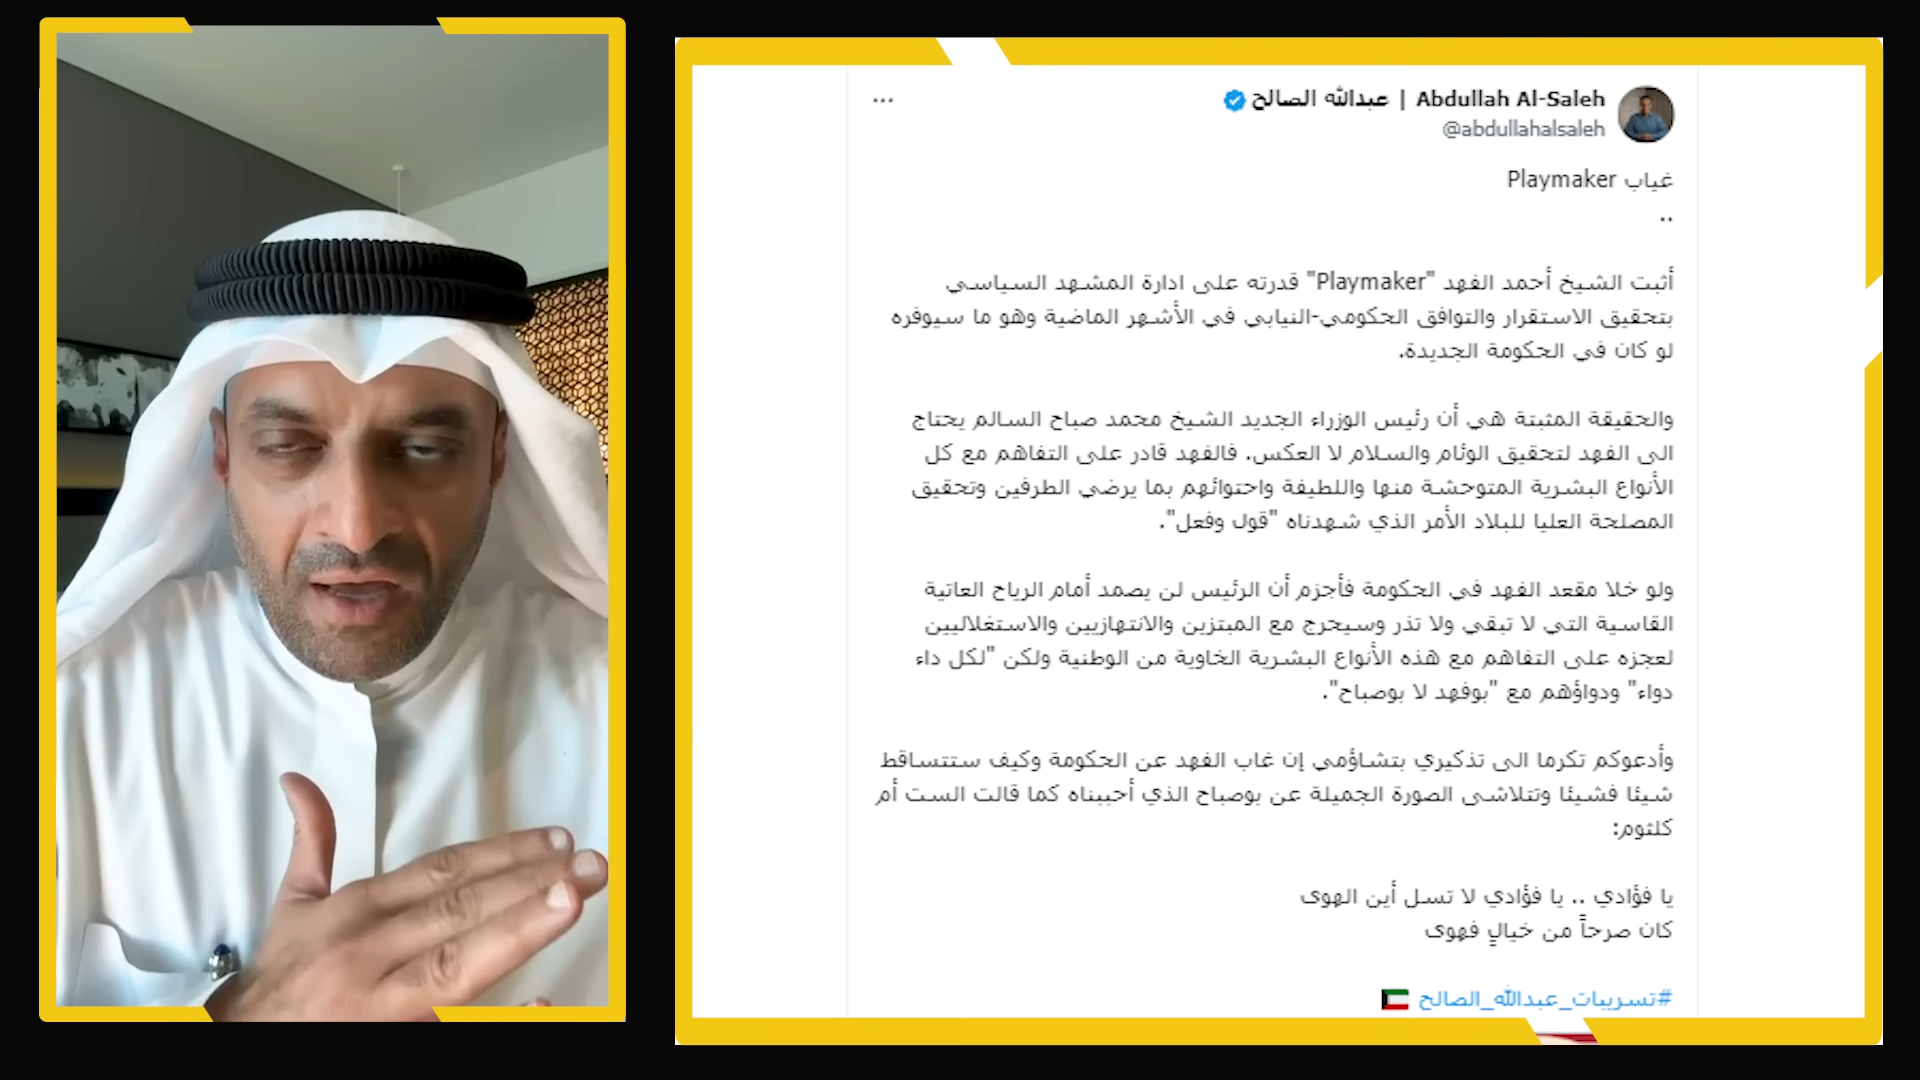 عبدالله الصالح | Abdullah Al-Saleh
@abdullahalsaleh
غياب Playmaker
..
أثبت الشيخ أحمد الفهد "Playmaker" قدرته على ادارة المشهد السياسي
بتحقيق الاستقرار والتوافق الحكومي-النيابي في الأشهر الماضية وهو ما سيوفره
لو كان في الحكومة الجديدة.
والحقيقة المثبتة هي أن رئيس الوزراء الجديد الشيخ محمد صباح السالم يحتاج
الى الفهد لتحقيق الوئام والسلام لا العكس. فالفهد قادر على التفاهم مع كل
الأنواع البشرية المتوحشة منها واللطيفة واحتوائهم بما يرضي الطرفين وتحقيق
المصلحة العليا للبلاد الأمر الذي شهدناه "قول وفعل".
ولو خلا مقعد الفهد في الحكومة فأجزم أن الرئيس لن يصمد أمام الرياح العاتية
القاسية التي لا تبقي ولا تذر وسيحرج مع المبتزين والانتهازيين والاستغلاليين
لعجزه على التفاهم مع هذه الأنواع البشرية الخاوية من الوطنية ولكن "لكل داء
دواء" ودواؤهم مع "بوفهد لا بوصباح".
وأدعوكم تكرما الى تذكيري بتشاؤمي إن غاب الفهد عن الحكومة وكيف ستتساقط
شيئا فشيئا وتتلاشى الصورة الجميلة عن بوصباح الذي أحببناه كما قالت الست أم
كلثوم:
يا فؤادي .. يا فؤادي لا تسل أين الهوى
كان صرحاً من خيالٍ فهوى
#تسريبات_عبدالله_الصالح